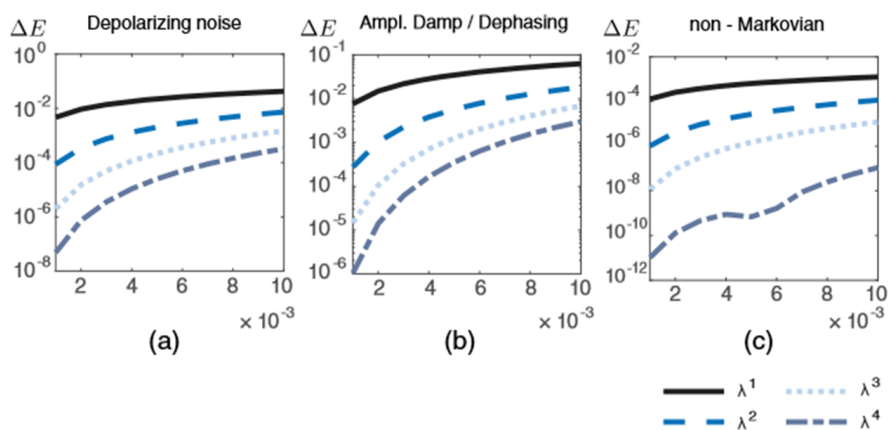 Depolarizing noise
ΔE
10^0
10^-2
10^-4
10^-6
10^-8
2 4 6 8 10
× 10^-3
(a)
Ampl. Damp / Dephasing
ΔE
10^-1
10^-2
10^-3
10^-4
10^-5
10^-6
2 4 6 8 10
× 10^-3
(b)
non - Markovian
ΔE
10^-2
10^-4
10^-6
10^-8
10^-10
10^-12
2 4 6 8 10
× 10^-3
(c)
λ^1 λ^3
λ^2 λ^4